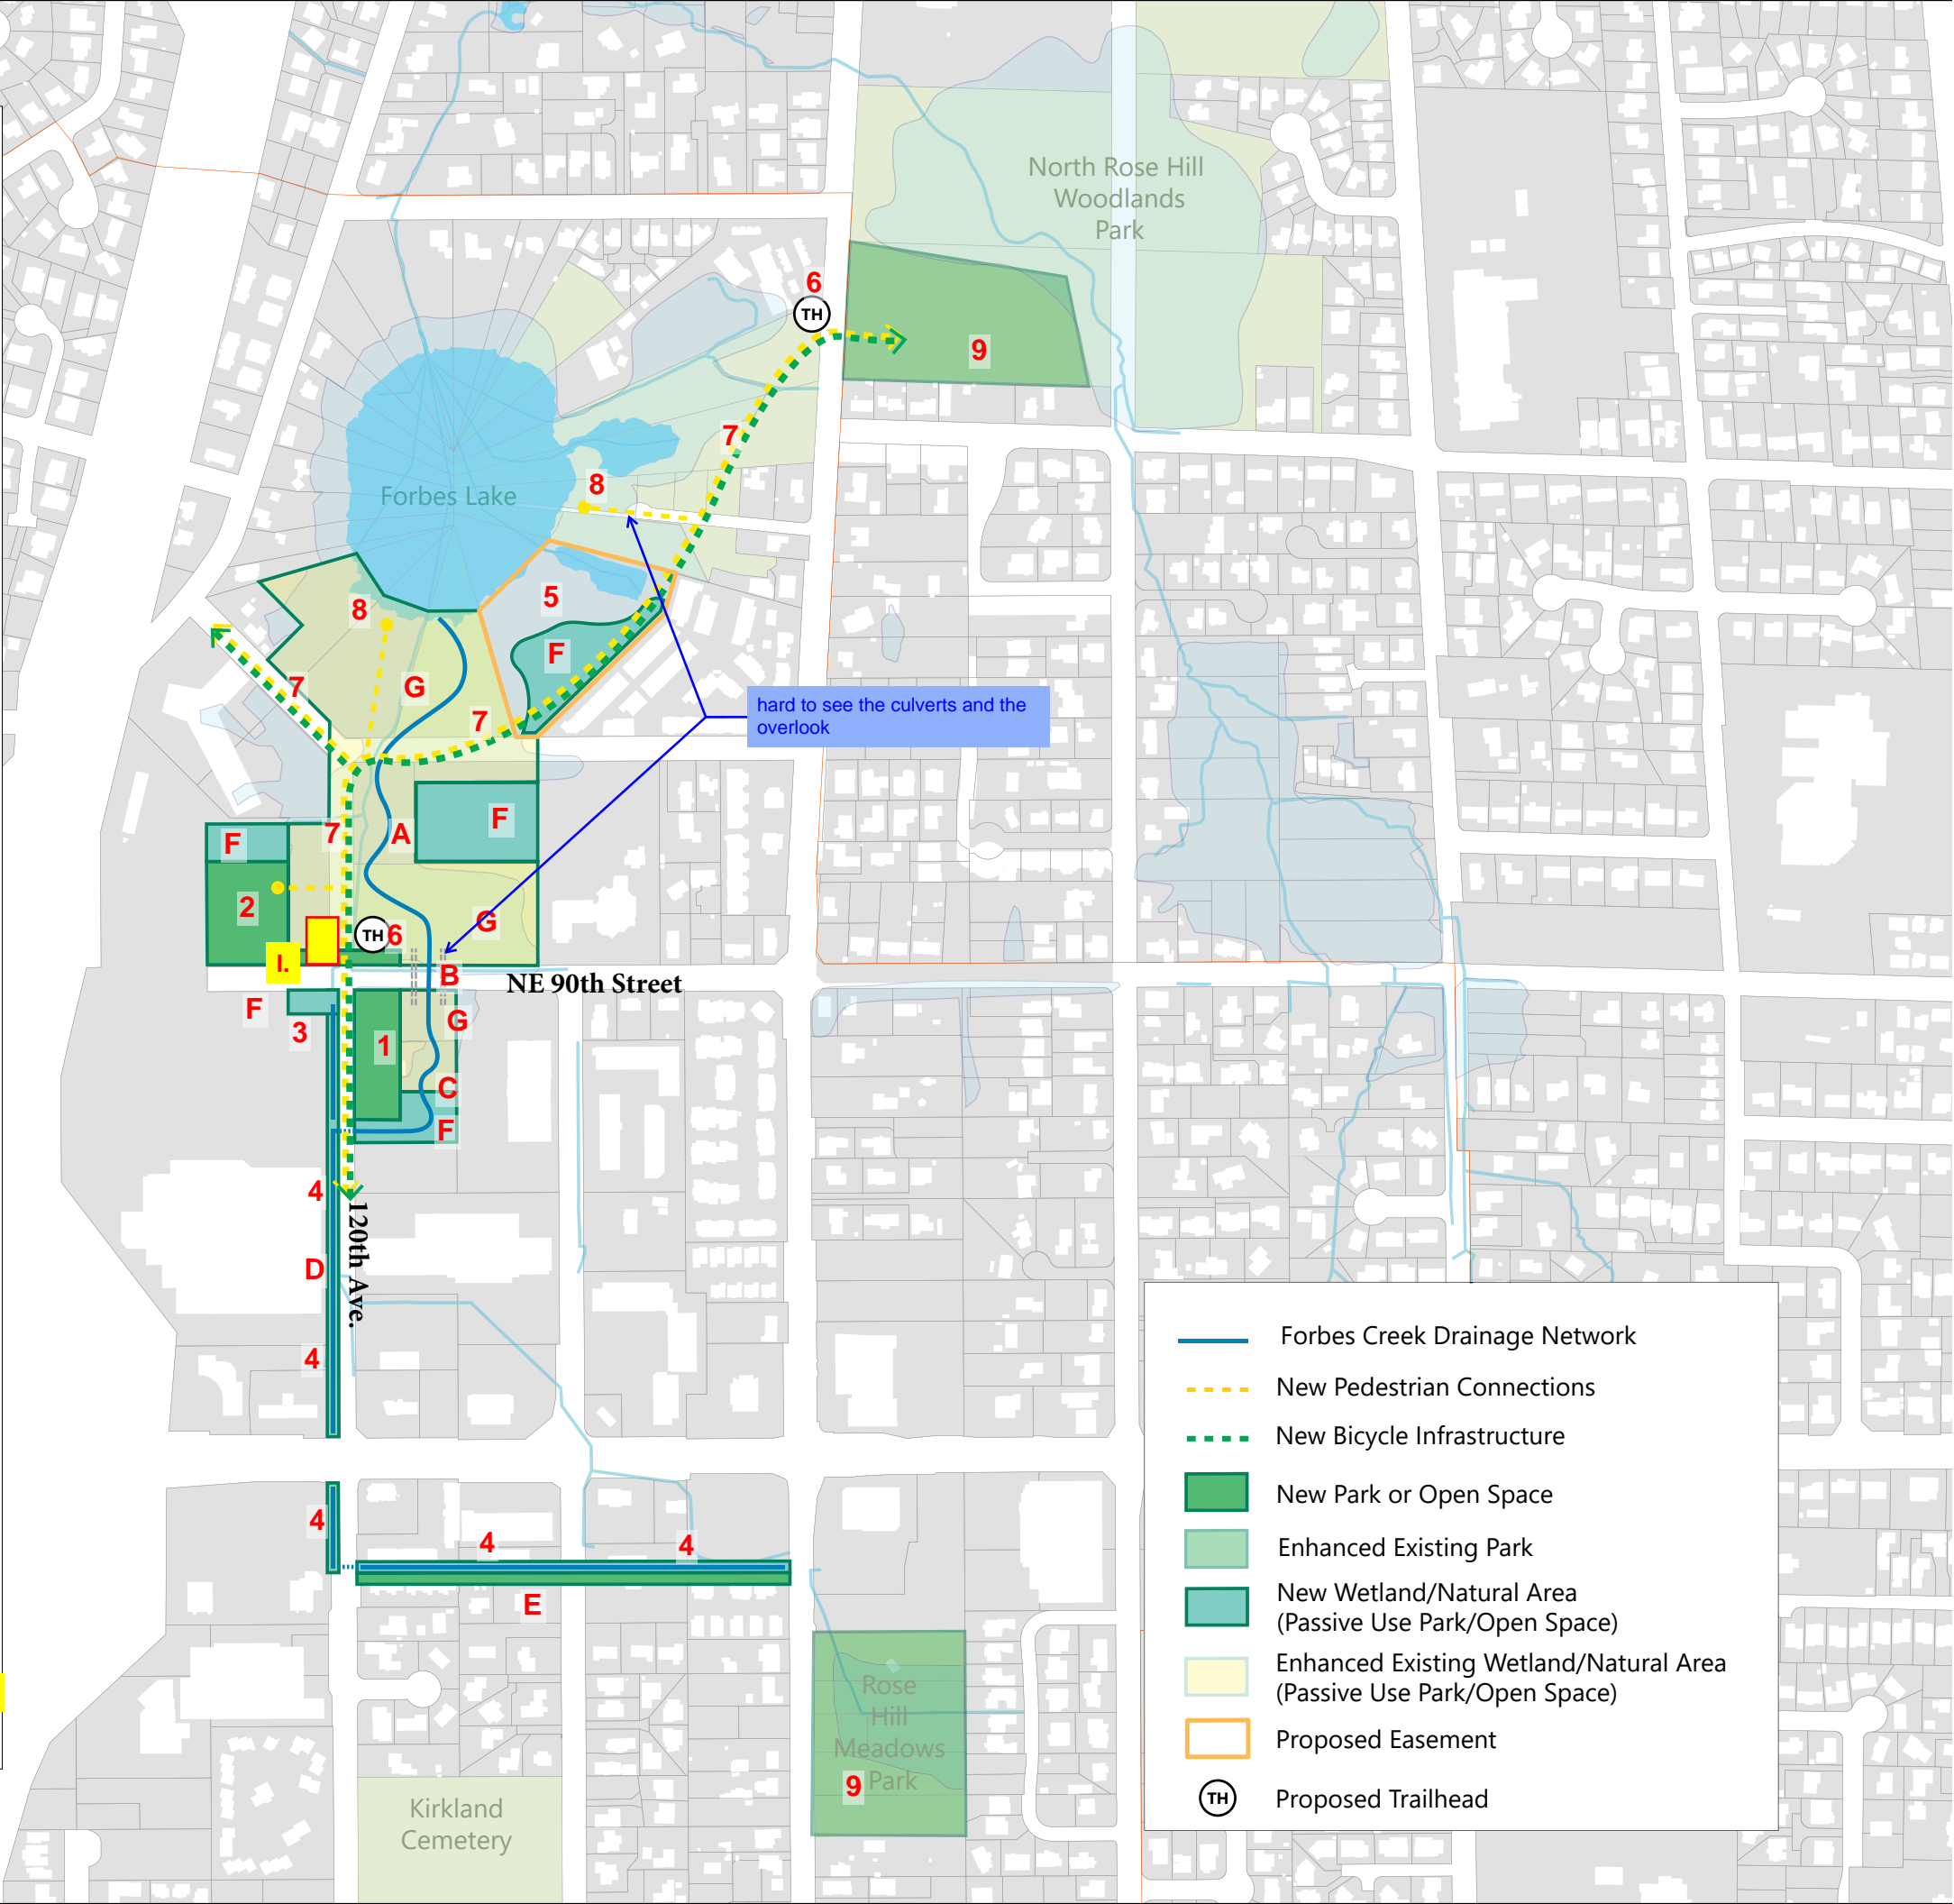 North Rose Hill
Woodlands
Park
6
TH
9
7
8
Forbes Lake
5
8
F
7
G
7
hard to see the culverts and the
overlook
F
A
7
F
2
G
TH
6
I.
B
NE 90th Street
F
G
3
1
C
F
4
120th Ave.
D
4
4
4
4
E
Rose
Hill
Meadows
Park
9
Kirkland
Cemetery
Forbes Creek Drainage Network
New Pedestrian Connections
New Bicycle Infrastructure
New Park or Open Space
Enhanced Existing Park
New Wetland/Natural Area
(Passive Use Park/Open Space)
Enhanced Existing Wetland/Natural Area
(Passive Use Park/Open Space)
Proposed Easement
TH
Proposed Trailhead